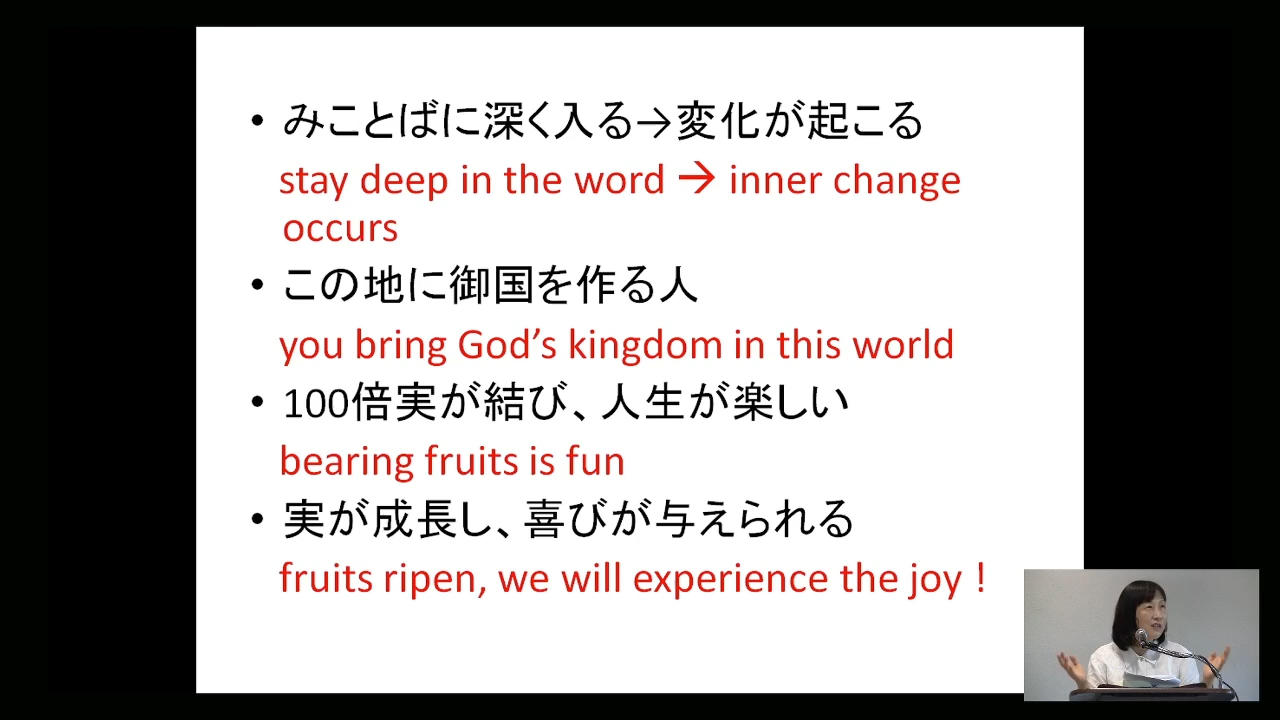 • みことばに深く入る→変化が起こる
stay deep in the word → inner change
occurs
• この地に御国を作る人
you bring God's kingdom in this world
• 100倍実が結び、人生が楽しい
bearing fruits is fun
• 実が成長し、喜びが与えられる
fruits ripen, we will experience the joy !